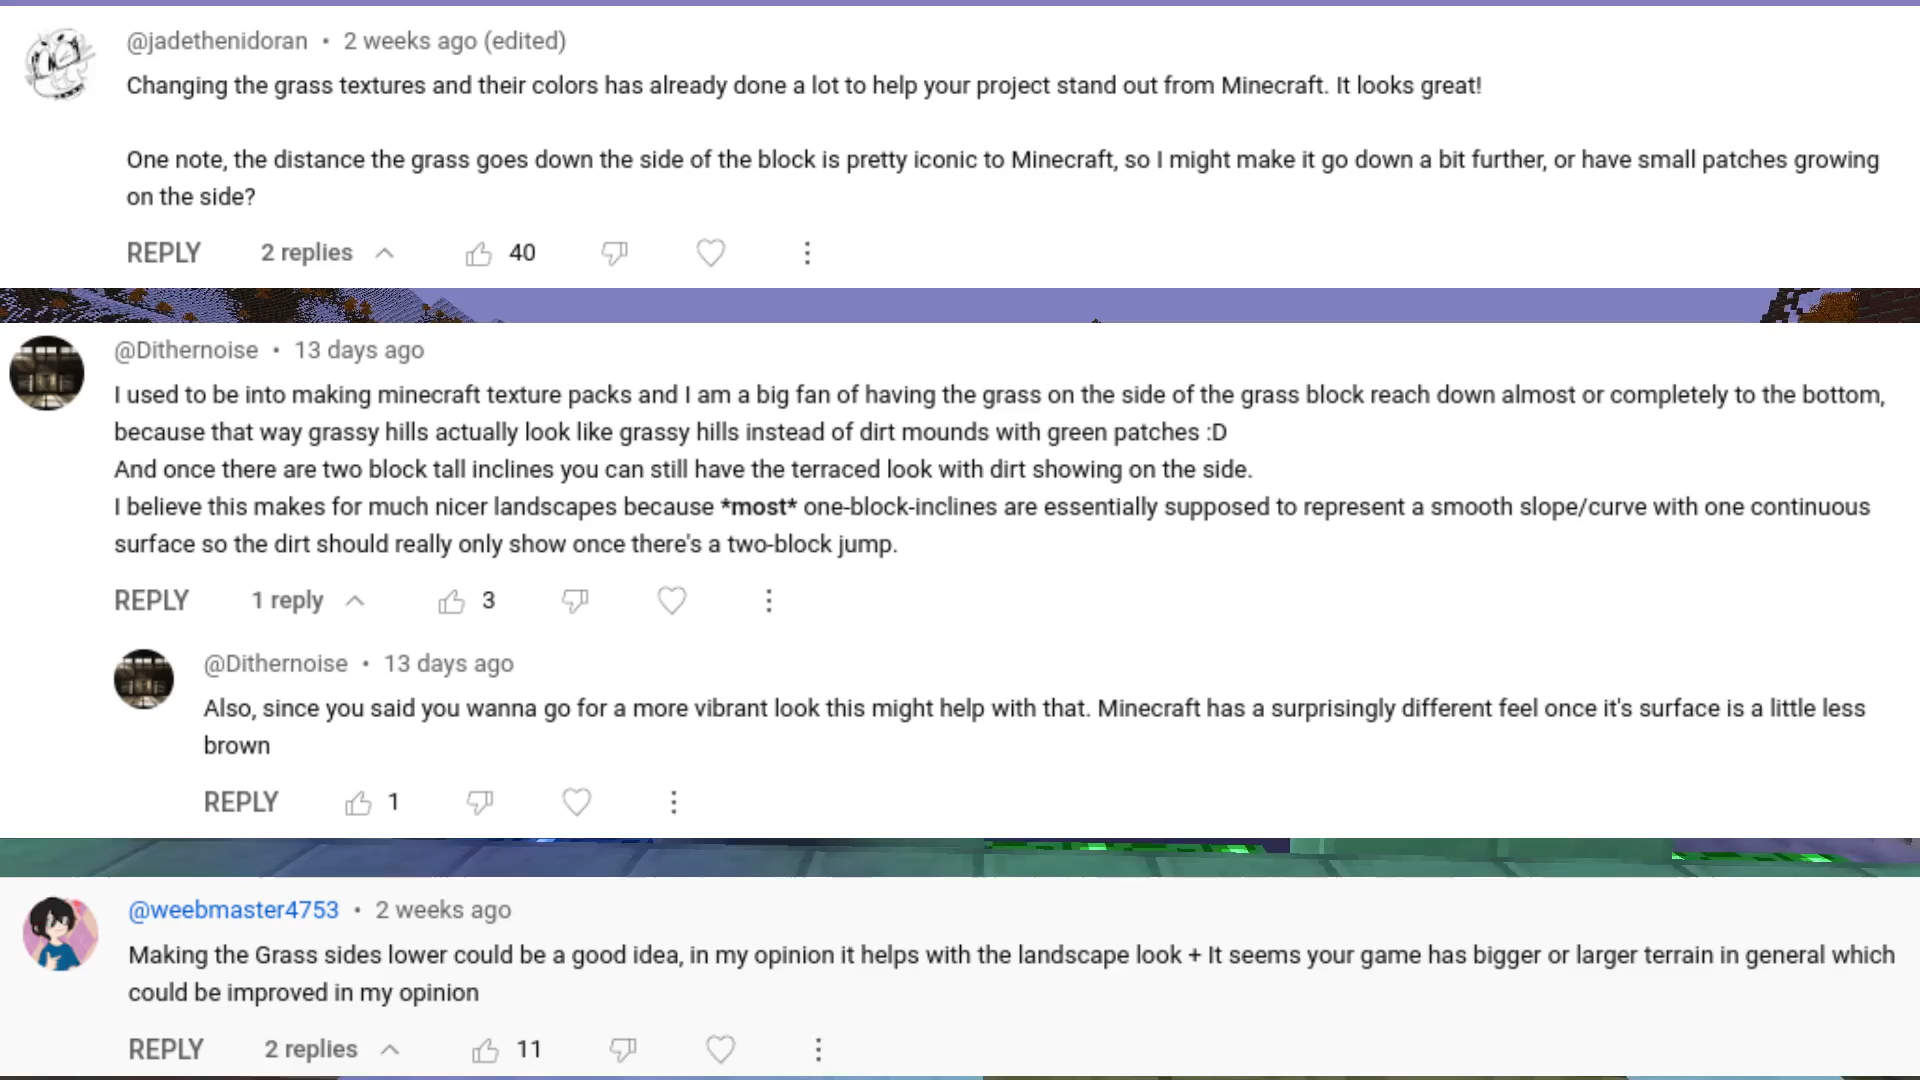 @jadethenidoran • 2 weeks ago (edited)
Changing the grass textures and their colors has already done a lot to help your project stand out from Minecraft. It looks great!
One note, the distance the grass goes down the side of the block is pretty iconic to Minecraft, so I might make it go down a bit further, or have small patches growing
on the side?
REPLY 2 replies 40
@Dithernoise • 13 days ago
I used to be into making minecraft texture packs and I am a big fan of having the grass on the side of the grass block reach down almost or completely to the bottom,
because that way grassy hills actually look like grassy hills instead of dirt mounds with green patches :D
And once there are two block tall inclines you can still have the terraced look with dirt showing on the side.
I believe this makes for much nicer landscapes because *most* one-block-inclines are essentially supposed to represent a smooth slope/curve with one continuous
surface so the dirt should really only show once there's a two-block jump.
REPLY 1 reply 3
@Dithernoise • 13 days ago
Also, since you said you wanna go for a more vibrant look this might help with that. Minecraft has a surprisingly different feel once it's surface is a little less
brown
REPLY 1
@weebmaster4753 • 2 weeks ago
Making the Grass sides lower could be a good idea, in my opinion it helps with the landscape look + It seems your game has bigger or larger terrain in general which
could be improved in my opinion
REPLY 2 replies 11